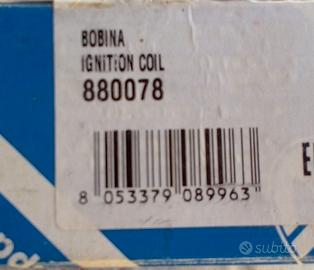 BOBINA
IGNITION COIL
880078
8 053379 089963
subito